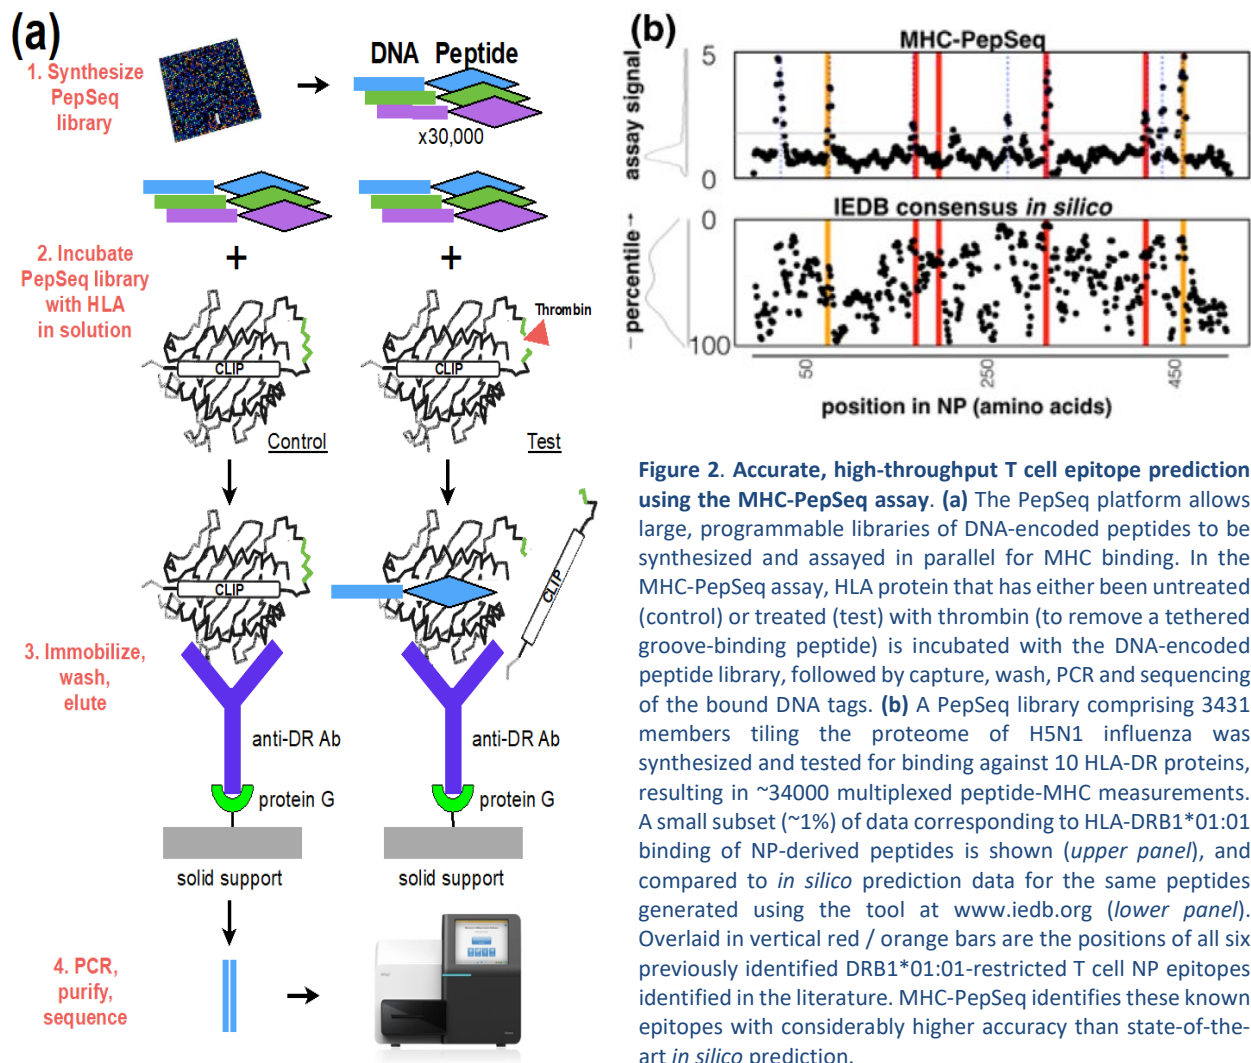 (a)
1. Synthesize
PepSeq
library
DNA Peptide
x30,000
2. Incubate
PepSeq library
with HLA
in solution
+
+
Thrombin
CLIP
CLIP
Control
Test
CLIP
CLIP
3. Immobilize,
wash,
elute
anti-DR Ab
anti-DR Ab
protein G
protein G
solid support
solid support
4. PCR,
purify,
sequence
(b)
MHC-PepSeq
5
assay signal
0
IEDB consensus in silico
0
percentile→
100
50
250
450
position in NP (amino acids)
Figure 2. Accurate, high-throughput T cell epitope prediction
using the MHC-PepSeq assay. (a) The PepSeq platform allows
large, programmable libraries of DNA-encoded peptides to be
synthesized and assayed in parallel for MHC binding. In the
MHC-PepSeq assay, HLA protein that has either been untreated
(control) or treated (test) with thrombin (to remove a tethered
groove-binding peptide) is incubated with the DNA-encoded
peptide library, followed by capture, wash, PCR and sequencing
of the bound DNA tags. (b) A PepSeq library comprising 3431
members tiling the proteome of H5N1 influenza was
synthesized and tested for binding against 10 HLA-DR proteins,
resulting in ~34000 multiplexed peptide-MHC measurements.
A small subset (~1%) of data corresponding to HLA-DRB1*01:01
binding of NP-derived peptides is shown (upper panel), and
compared to in silico prediction data for the same peptides
generated using the tool at www.iedb.org (lower panel).
Overlaid in vertical red / orange bars are the positions of all six
previously identified DRB1*01:01-restricted T cell NP epitopes
identified in the literature. MHC-PepSeq identifies these known
epitopes with considerably higher accuracy than state-of-the-
art in silico prediction.